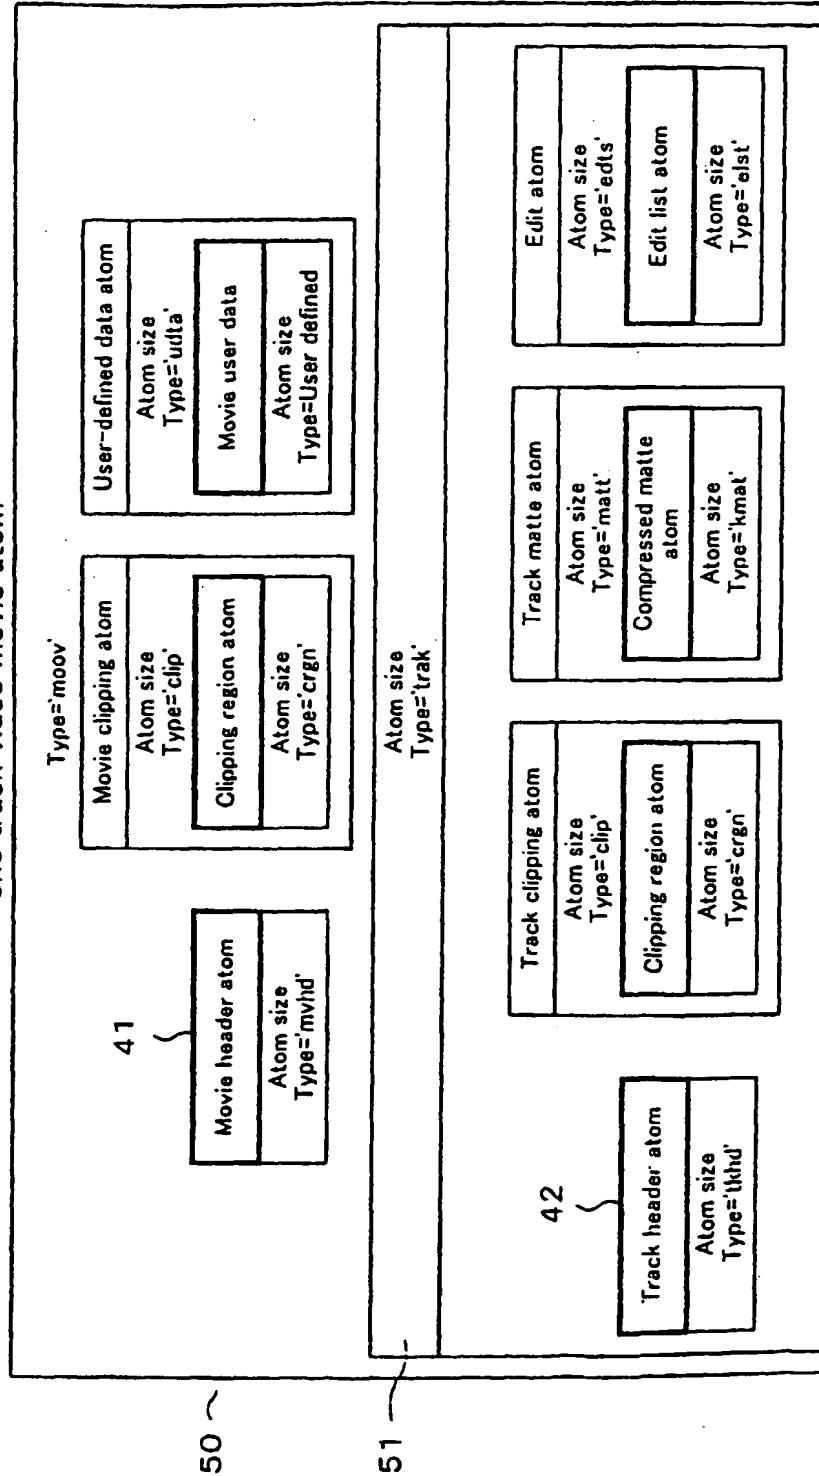 Type='moov'
50
41
Movie header atom
Atom size
Type='mvhd'
Movie clipping atom
Atom size
Type='clip'
Clipping region atom
Atom size
Type='crgn'
User-defined data atom
Atom size
Type='udta'
Movie user data
Atom size
Type=User defined
51
Atom size
Type='trak'
42
Track header atom
Atom size
Type='tkhd'
Track clipping atom
Atom size
Type='clip'
Clipping region atom
Atom size
Type='crgn'
Track matte atom
Atom size
Type='matt'
Compressed matte
atom
Atom size
Type='kmat'
Edit atom
Atom size
Type='edts'
Edit list atom
Atom size
Type='elst'